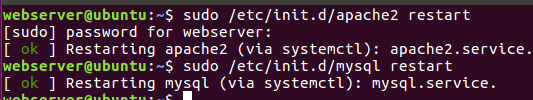 webserver@ubuntu:~$ sudo /etc/init.d/apache2 restart
[sudo] password for webserver:
[ ok ] Restarting apache2 (via systemctl): apache2.service.
webserver@ubuntu:~$ sudo /etc/init.d/mysql restart
[ ok ] Restarting mysql (via systemctl): mysql.service.
webserver@ubuntu:~$